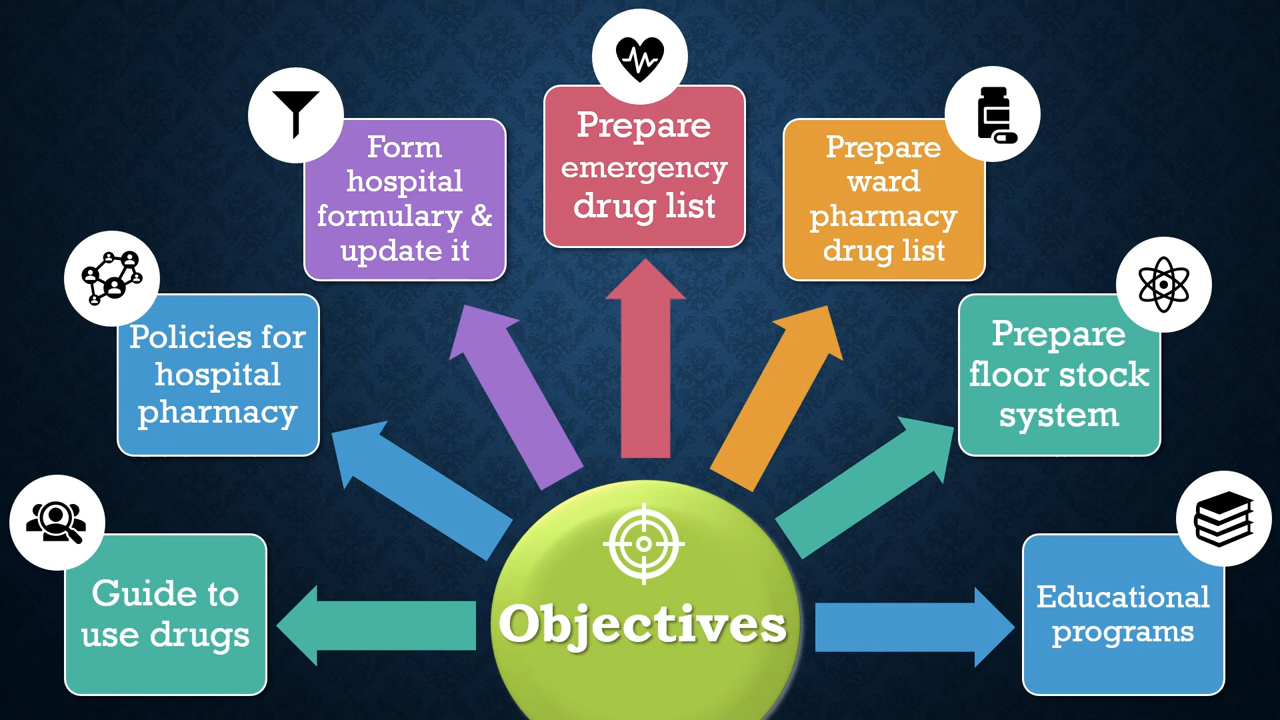 Prepare
emergency
drug list
Form
hospital
formulary &
update it
Prepare
ward
pharmacy
drug list
Policies for
hospital
pharmacy
Prepare
floor stock
system
Guide to
use drugs
Objectives
Educational
programs